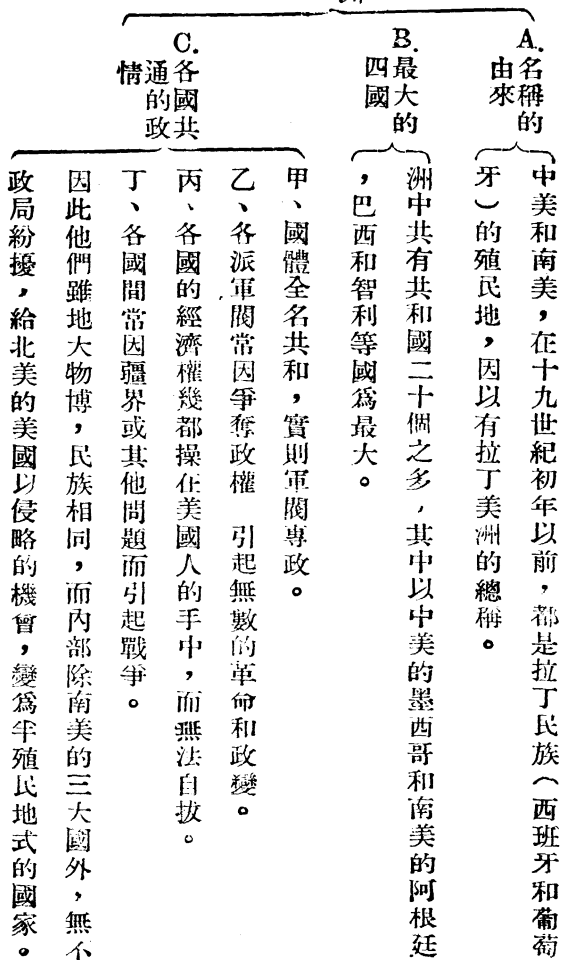 A.名稱的
由來
中美和南美，在十九世紀初年以前，都是拉丁民族（西班牙和葡萄
牙）的殖民地，因以有拉丁美洲的總稱。
B.最大的
四國
洲中共有共和國二十個之多，其中以中美的墨西哥和南美的阿根廷
，巴西和智利等國爲最大。
C.各國共
通的政
情
甲、國體全名共和，實則軍閥專政。
乙、各派軍閥常因爭奪政權 引起無數的革命和政變。
丙、各國的經濟權幾都操在美國人的手中，而無法自拔。
丁、各國間常因疆界或其他問題而引起戰爭。
因此他們雖地大物博，民族相同，而內部除南美的三大國外，無不
政局紛擾，給北美的美國以侵略的機會，變爲半殖民地式的國家。